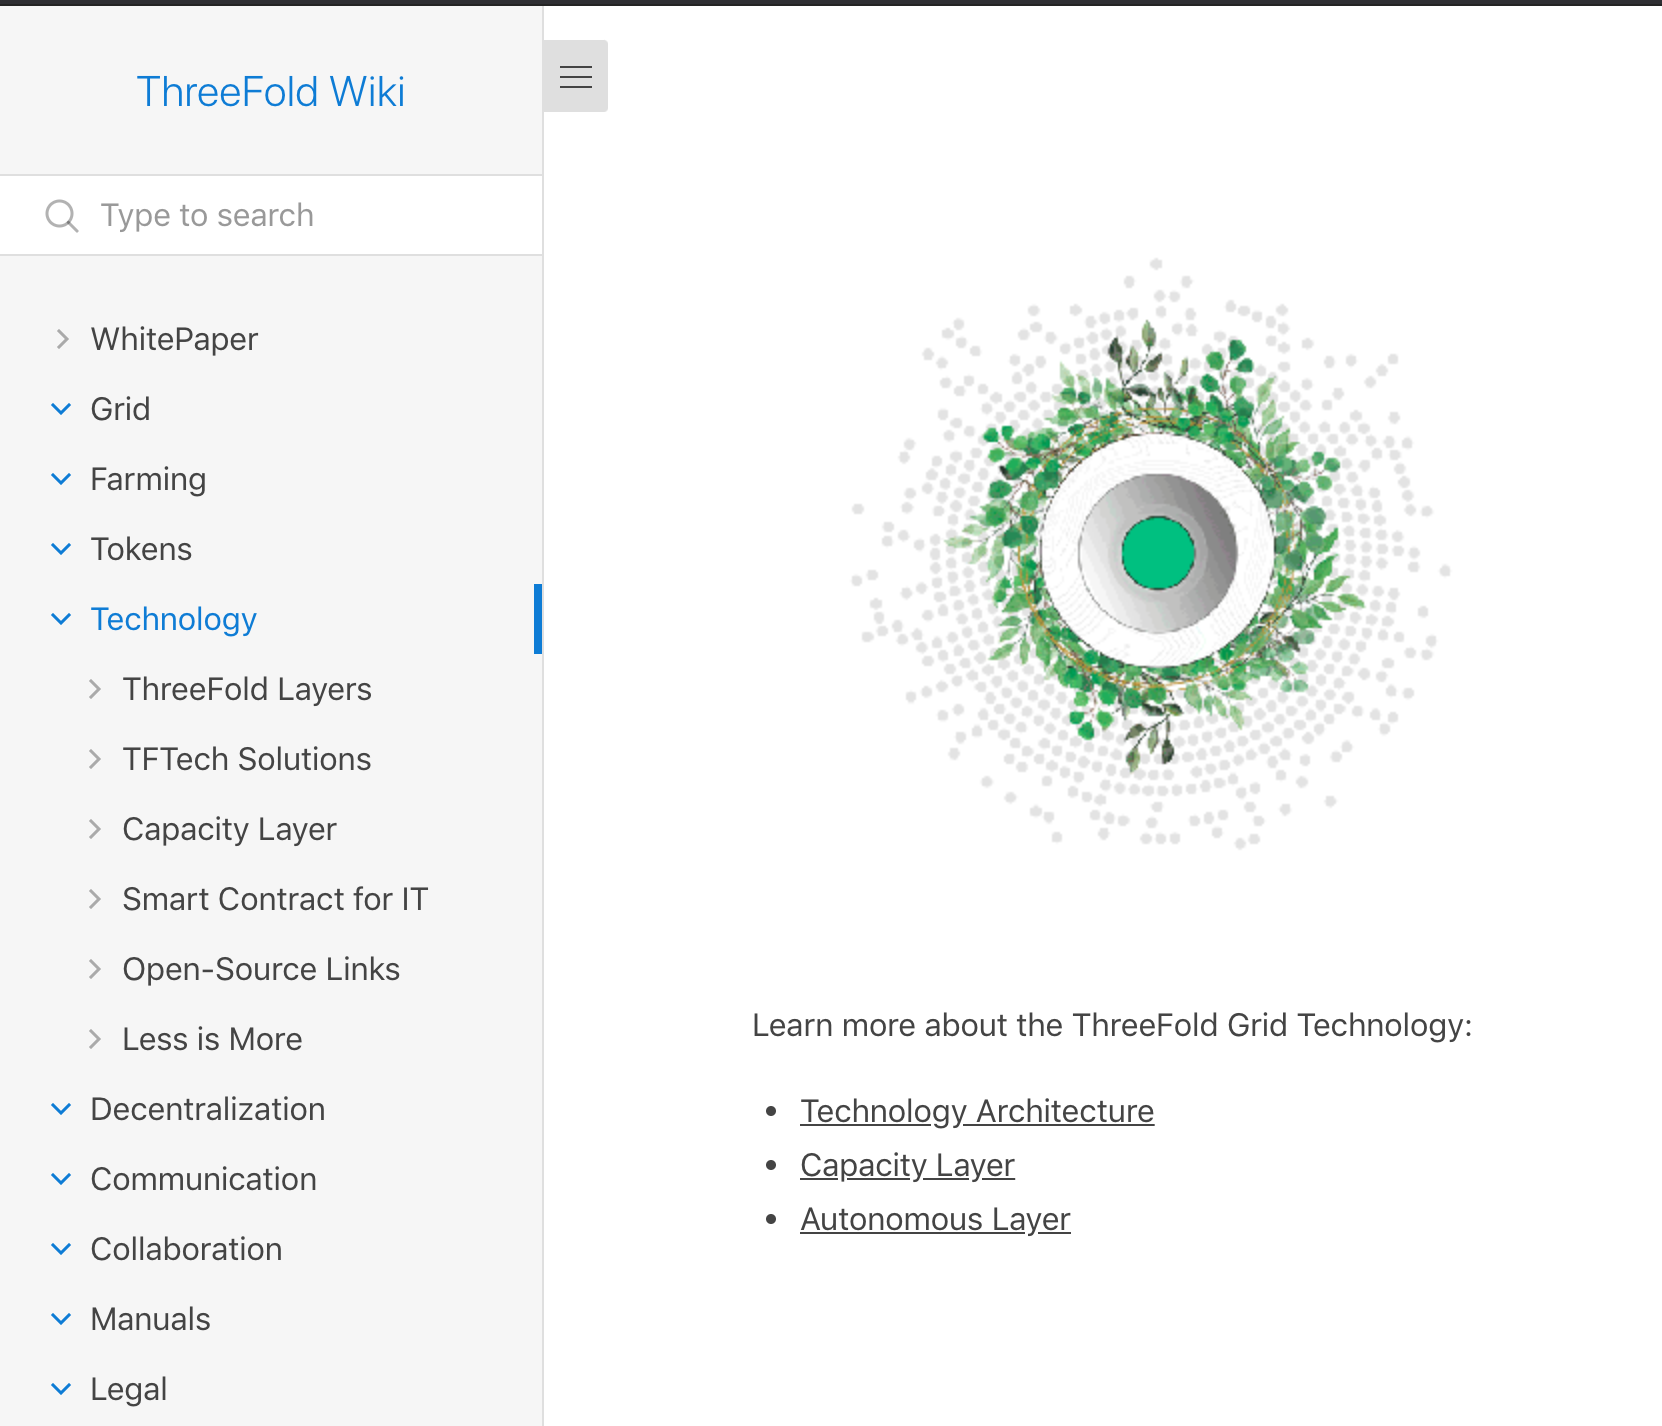 ThreeFold Wiki
Type to search
WhitePaper
Grid
Farming
Tokens
Technology
ThreeFold Layers
TFTech Solutions
Capacity Layer
Smart Contract for IT
Open-Source Links
Less is More
Decentralization
Communication
Collaboration
Manuals
Legal
Learn more about the ThreeFold Grid Technology:
Technology Architecture
Capacity Layer
Autonomous Layer